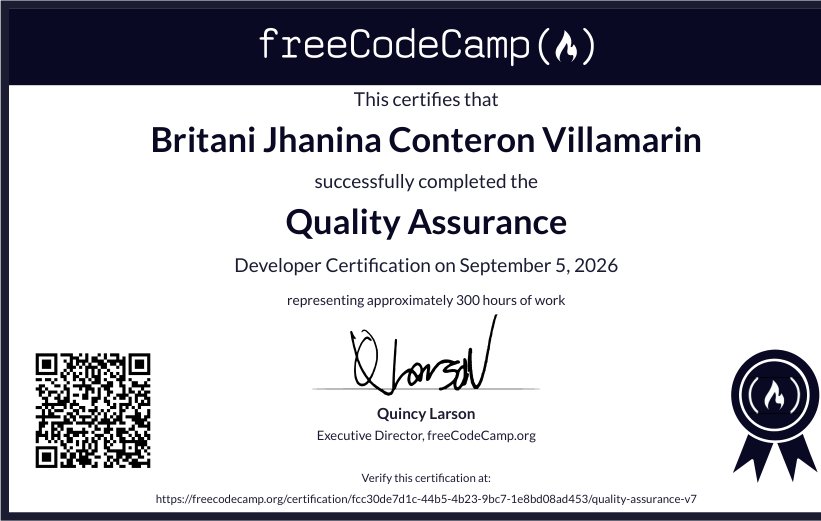 freeCodeCamp
This certifies that
Britani Jhanina Conteron Villamarin
successfully completed the
Quality Assurance
Developer Certification on September 5, 2026
representing approximately 300 hours of work
Q Larson
Quincy Larson
Executive Director, freeCodeCamp.org
Verify this certification at:
https://freecodecamp.org/certification/fcc30de7d1c-44b5-4b23-9bc7-1e8bd08ad453/quality-assurance-v7